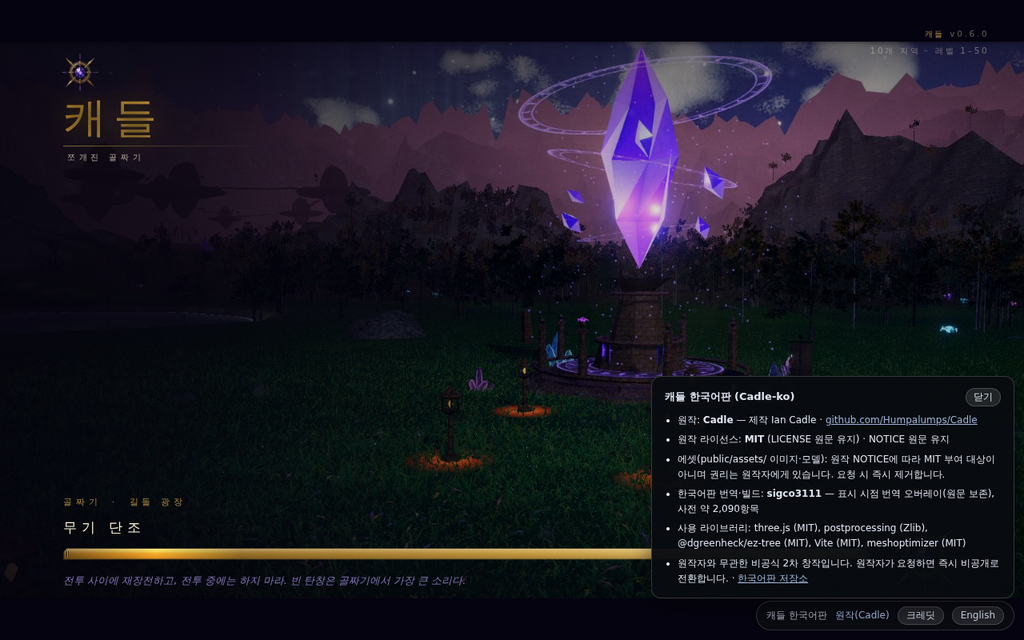 캐들 v0.6.0
10개 지역 · 레벨 1-50
캐들
쪼개진 골짜기
골짜기 · 길돌 광장
무기 단조
전투 사이에 재장전하고, 전투 중에는 하지 마라. 빈 탄창은 골짜기에서 가장 큰 소리다.
캐들 한국어판 (Cadle-ko)
닫기
• 원작: Cadle — 제작 Ian Cadle · github.com/Humpalumps/Cadle
• 원작 라이선스: MIT (LICENSE 원문 유지) · NOTICE 원문 유지
• 에셋(public/assets/ 이미지·모델): 원작 NOTICE에 따라 MIT 부여 대상이
아니며 권리는 원작자에게 있습니다. 요청 시 즉시 제거합니다.
• 한국어판 번역·빌드: sigco3111 — 표시 시점 번역 오버레이(원문 보존),
사전 약 2,090항목
• 사용 라이브러리: three.js (MIT), postprocessing (Zlib),
@dgreenheck/ez-tree (MIT), Vite (MIT), meshoptimizer (MIT)
• 원작자와 무관한 비공식 2차 창작입니다. 원작자가 요청하면 즉시 비공개로
전환합니다. · 한국어판 저장소
캐들 한국어판 원작(Cadle) 크레딧 English